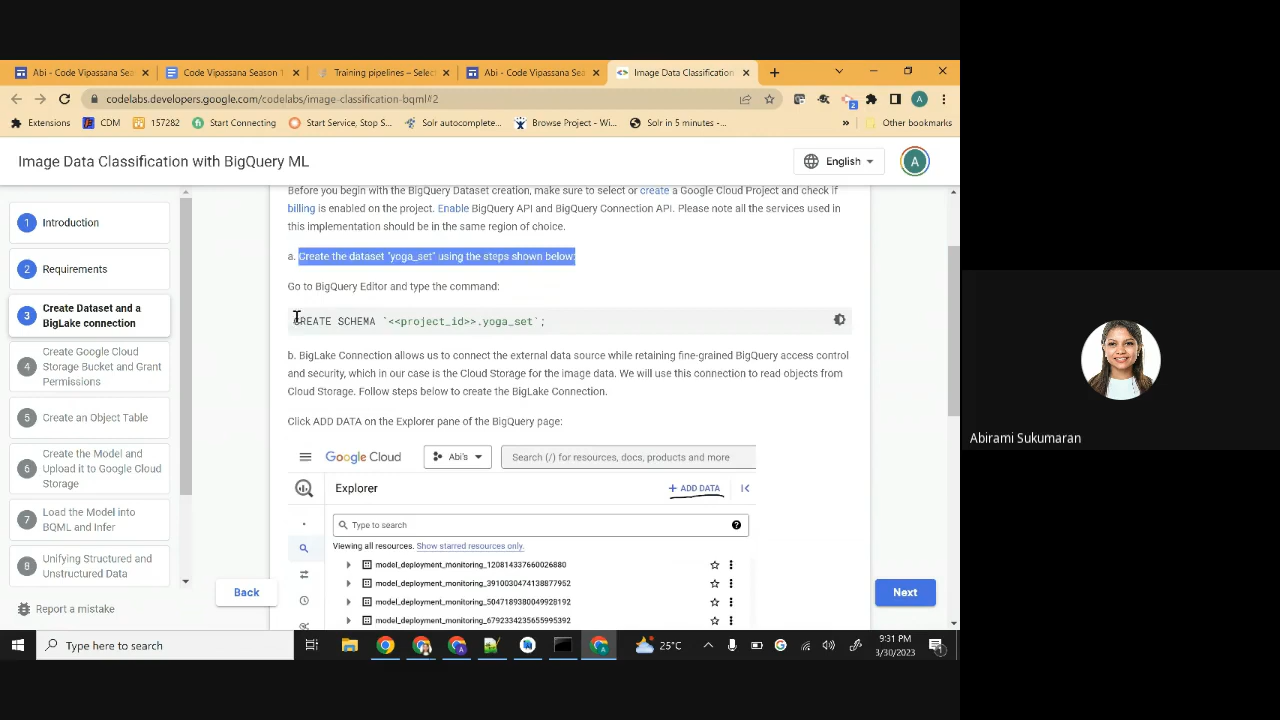 Abi - Code Vipassana Sea
Code Vipassana Season 1
Training pipelines – Select
Abi - Code Vipassana Sea
Image Data Classification
codelabs.developers.google.com/codelabs/image-classification-bqml#2
Extensions
CDM
157282
Start Connecting
Start Service, Stop S...
Solr autocomplete...
Browse Project - Wi...
Solr in 5 minutes -...
Other bookmarks
Image Data Classification with BigQuery ML
English
A
1 Introduction
2 Requirements
3 Create Dataset and a
BigLake connection
4 Create Google Cloud
Storage Bucket and Grant
Permissions
5 Create an Object Table
6 Create the Model and
Upload it to Google Cloud
Storage
7 Load the Model into
BQML and Infer
8 Unifying Structured and
Unstructured Data
Report a mistake
Before you begin with the BigQuery Dataset creation, make sure to select or create a Google Cloud Project and check if
billing is enabled on the project. Enable BigQuery API and BigQuery Connection API. Please note all the services used in
this implementation should be in the same region of choice.
a. Create the dataset "yoga_set" using the steps shown below:
Go to BigQuery Editor and type the command:
CREATE SCHEMA `<<project_id>>.yoga_set`;
b. BigLake Connection allows us to connect the external data source while retaining fine-grained BigQuery access control
and security, which in our case is the Cloud Storage for the image data. We will use this connection to read objects from
Cloud Storage. Follow steps below to create the BigLake Connection.
Click ADD DATA on the Explorer pane of the BigQuery page:
Google Cloud
Abi's
Search (/) for resources, docs, products and more
Explorer
+ ADD DATA
Type to search
Viewing all resources. Show starred resources only.
model_deployment_monitoring_120814337660026880
model_deployment_monitoring_3910030474138877952
model_deployment_monitoring_5047189380049928192
model_deployment_monitoring_6792334235655995392
Back
Next
Abirami Sukumaran
Type here to search
25°C
9:31 PM
3/30/2023